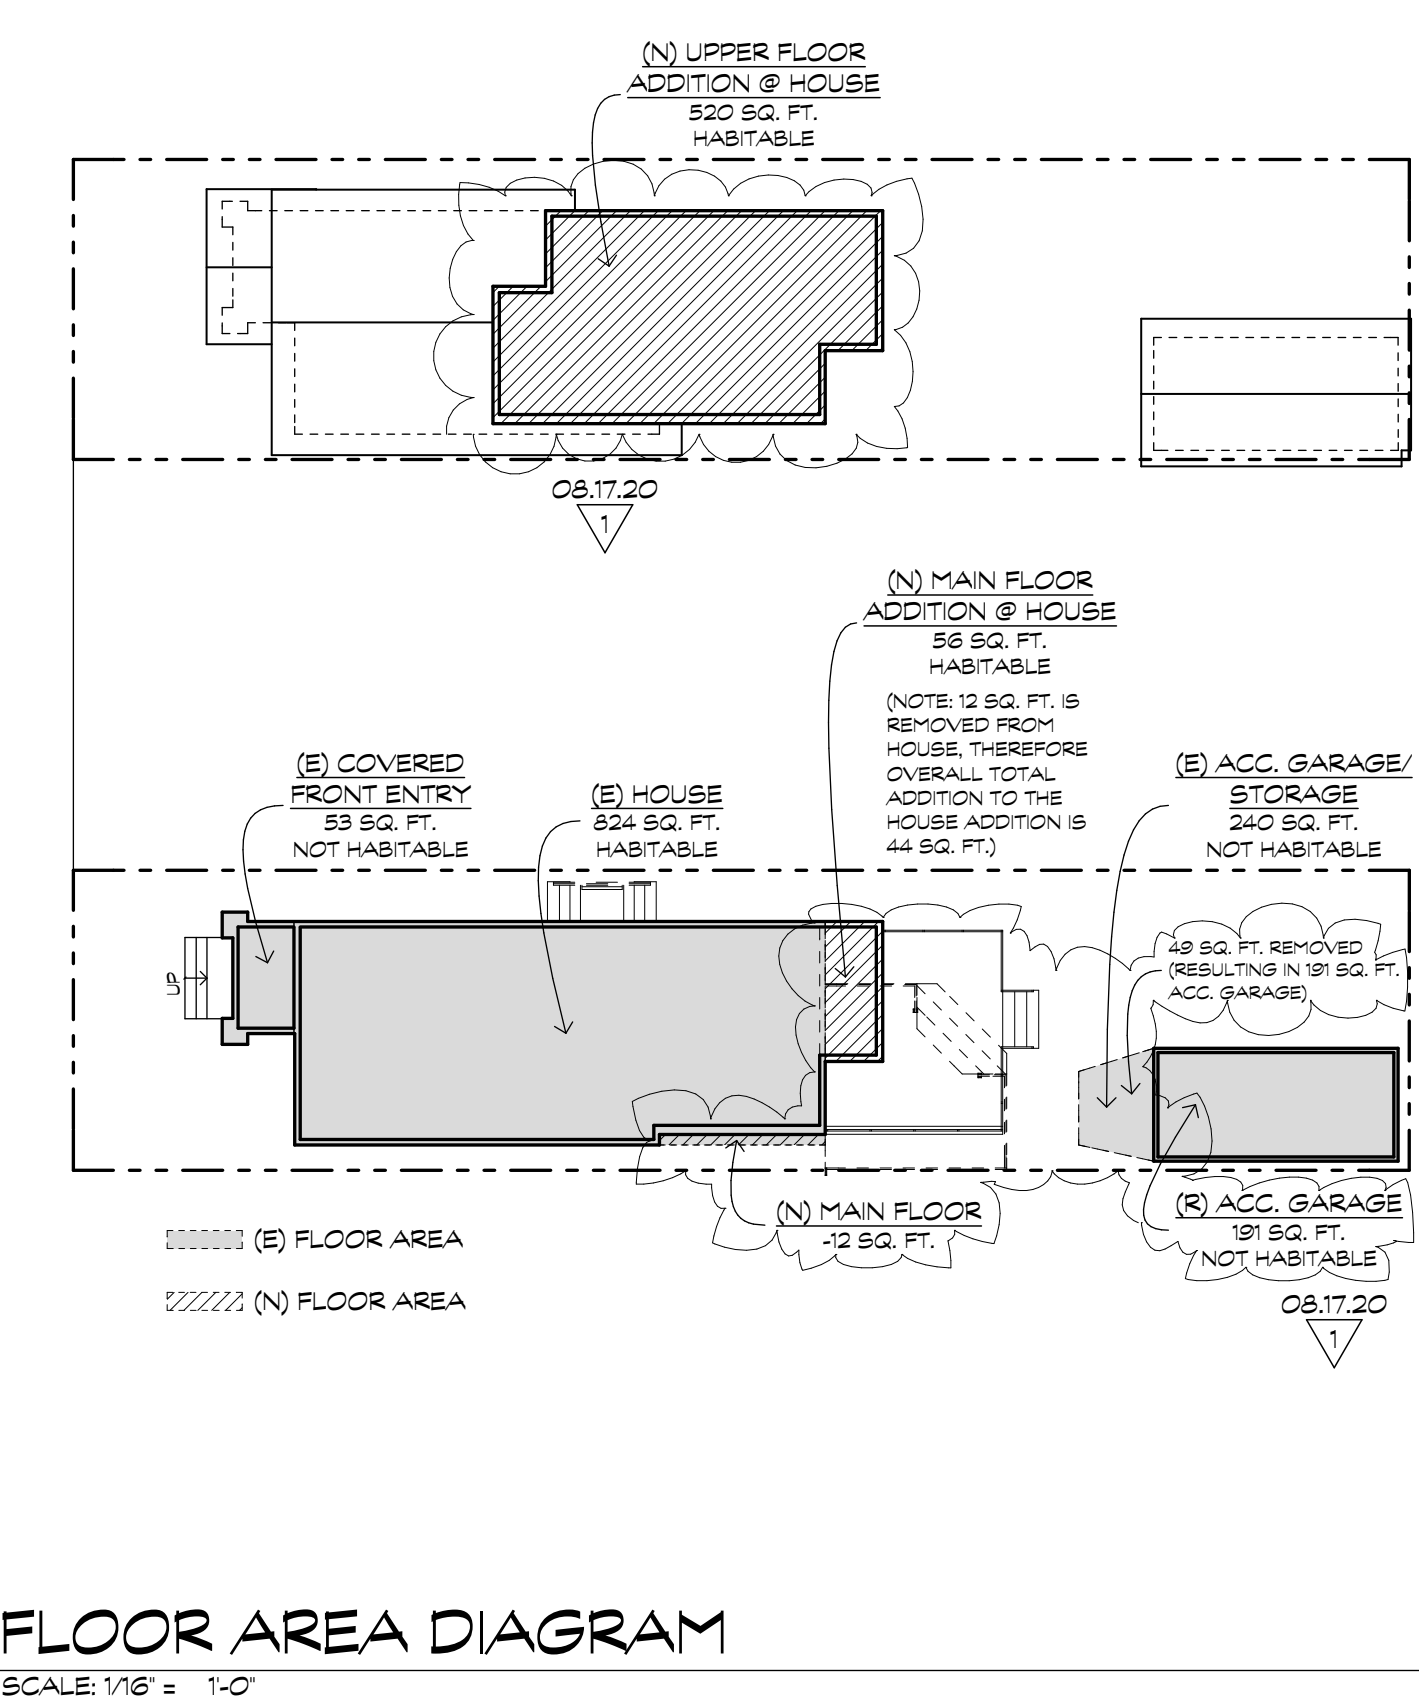 (N) UPPER FLOOR
ADDITION @ HOUSE
520 SQ. FT.
HABITABLE
08.17.20
1
(N) MAIN FLOOR
ADDITION @ HOUSE
56 SQ. FT.
HABITABLE
(NOTE: 12 SQ. FT. IS
REMOVED FROM
HOUSE, THEREFORE
OVERALL TOTAL
ADDITION TO THE
HOUSE ADDITION IS
44 SQ. FT.)
(E) COVERED
FRONT ENTRY
53 SQ. FT.
NOT HABITABLE
(E) HOUSE
824 SQ. FT.
HABITABLE
(E) ACC. GARAGE/
STORAGE
240 SQ. FT.
NOT HABITABLE
49 SQ. FT. REMOVED
(RESULTING IN 191 SQ. FT.
ACC. GARAGE)
UP
(N) MAIN FLOOR
-12 SQ. FT.
(R) ACC. GARAGE
191 SQ. FT.
NOT HABITABLE
08.17.20
1
(E) FLOOR AREA
(N) FLOOR AREA
FLOOR AREA DIAGRAM
SCALE: 1/16" = 1'-0"